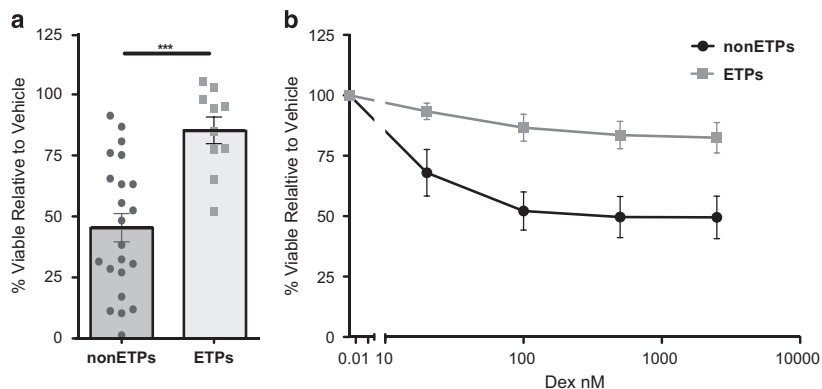 a
% Viable Relative to Vehicle
125
100
75
50
25
0
***
nonETPs
ETPs
b
% Viable Relaltive to Vehicle
125
100
75
50
25
0
nonETPs
ETPs
0.01 10 100 1000 10000
Dex nM